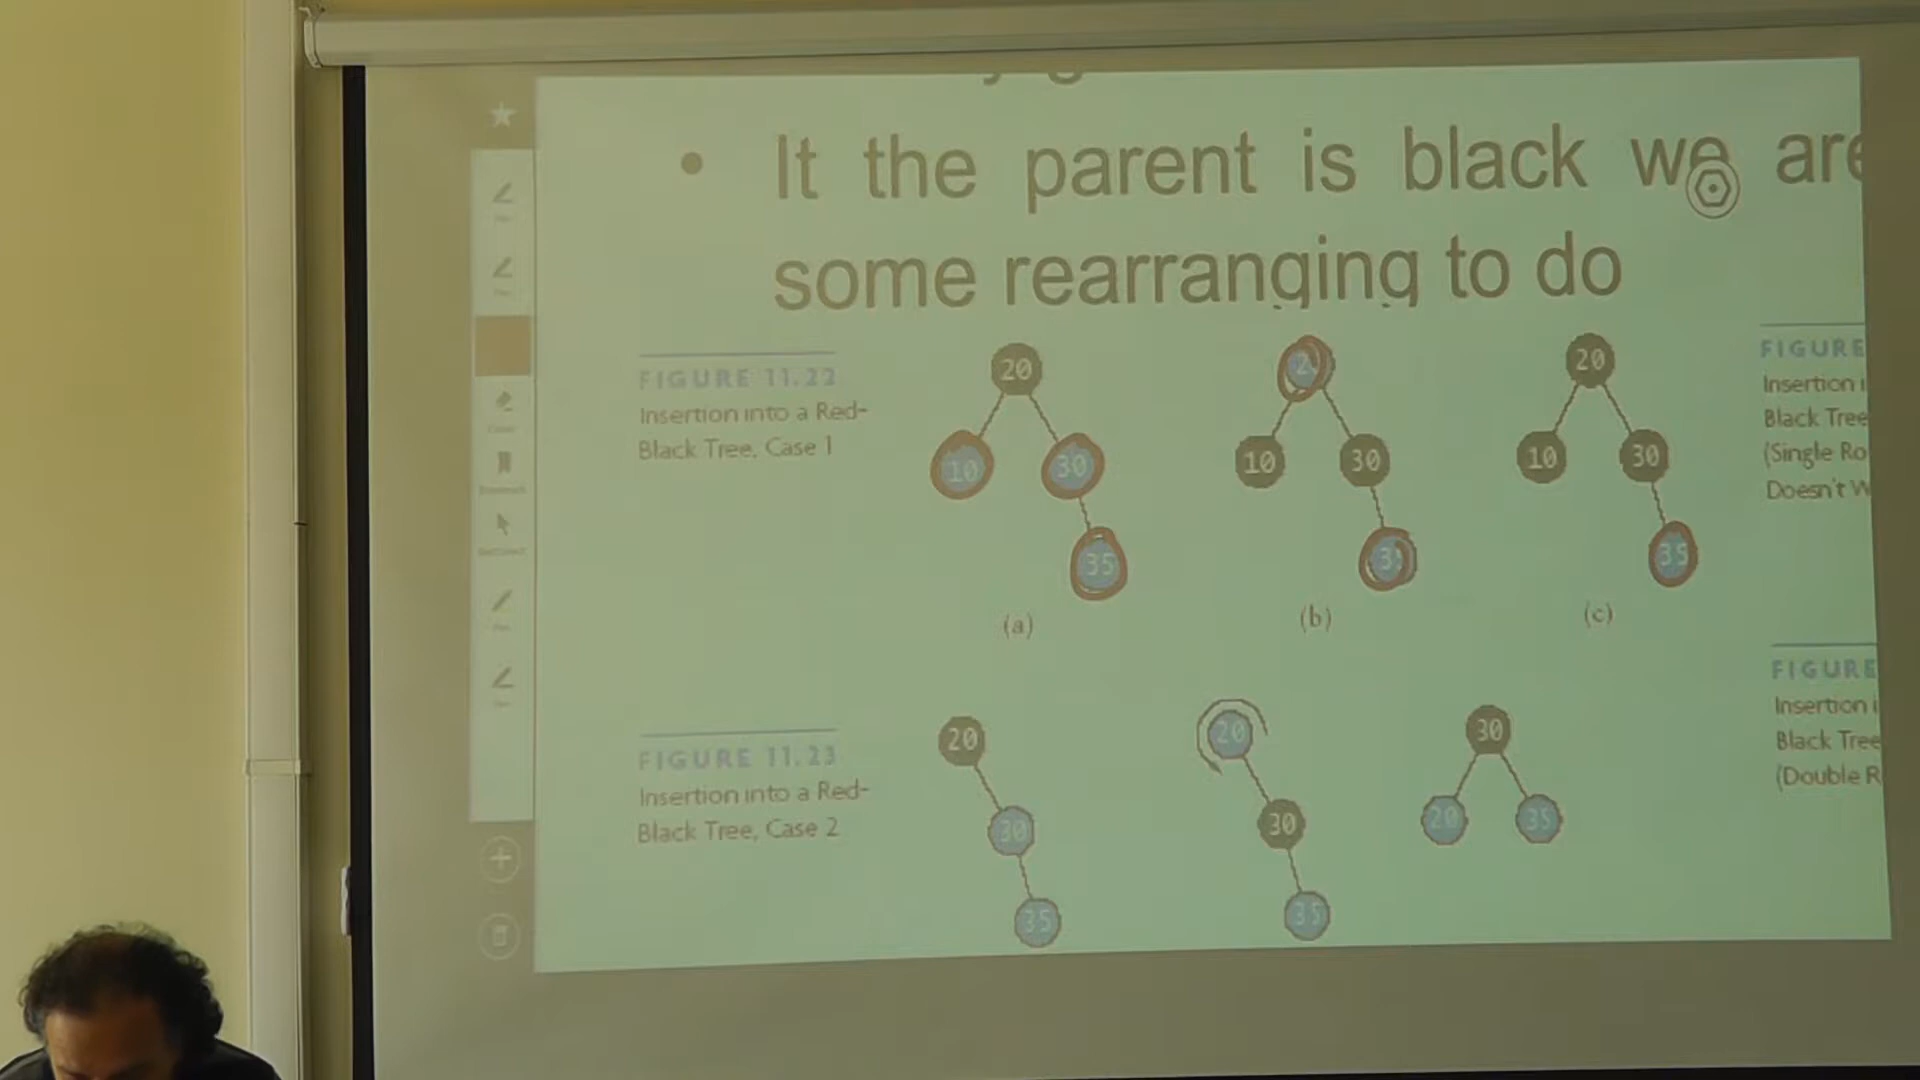 It the parent is black we are
some rearranging to do
FIGURE 11.22
Insertion into a Red-
Black Tree, Case 1
20
10 30
35
(a)
20
10 30
35
(b)
20
10 30
35
(c)
FIGURE
Insertion i
Black Tree
(Single Ro
Doesn't W
FIGURE 11.23
Insertion into a Red-
Black Tree, Case 2
20
30
35
20
30
35
30
20 35
FIGURE
Insertion i
Black Tree
(Double R